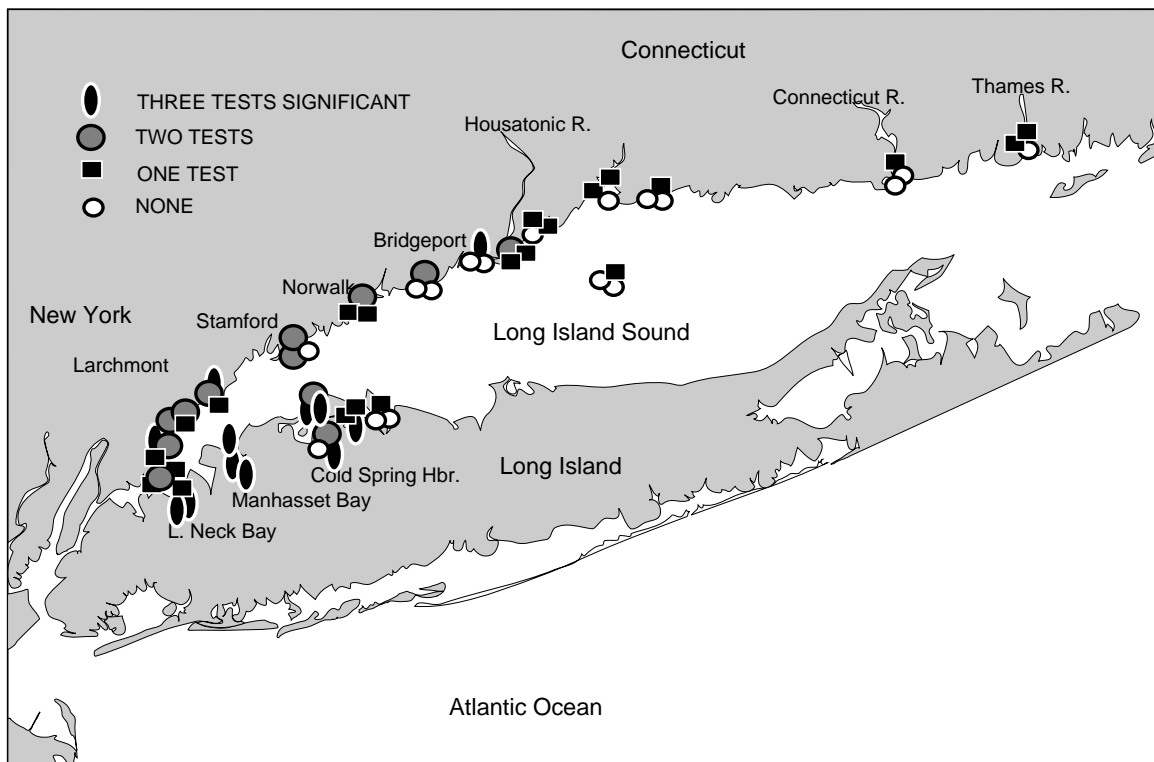 Connecticut
THREE TESTS SIGNIFICANT
TWO TESTS
ONE TEST
NONE
Thames R.
Connecticut R.
Housatonic R.
Bridgeport
Norwalk
New York
Stamford
Long Island Sound
Larchmont
Cold Spring Hbr.
Long Island
Manhasset Bay
L. Neck Bay
Atlantic Ocean